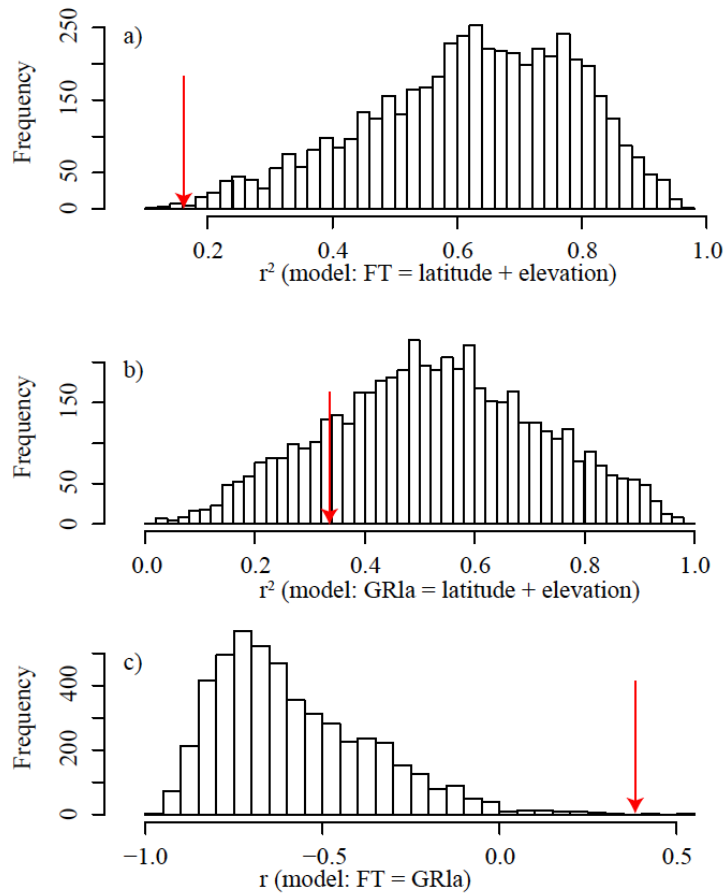 a)
Frequency
250
150
50
0
0.2 0.4 0.6 0.8 1.0
r² (model: FT = latitude + elevation)
b)
Frequency
150
50
0
0.0 0.2 0.4 0.6 0.8 1.0
r² (model: GRla = latitude + elevation)
c)
Frequency
400
200
0
−1.0 −0.5 0.0 0.5
r (model: FT = GRla)